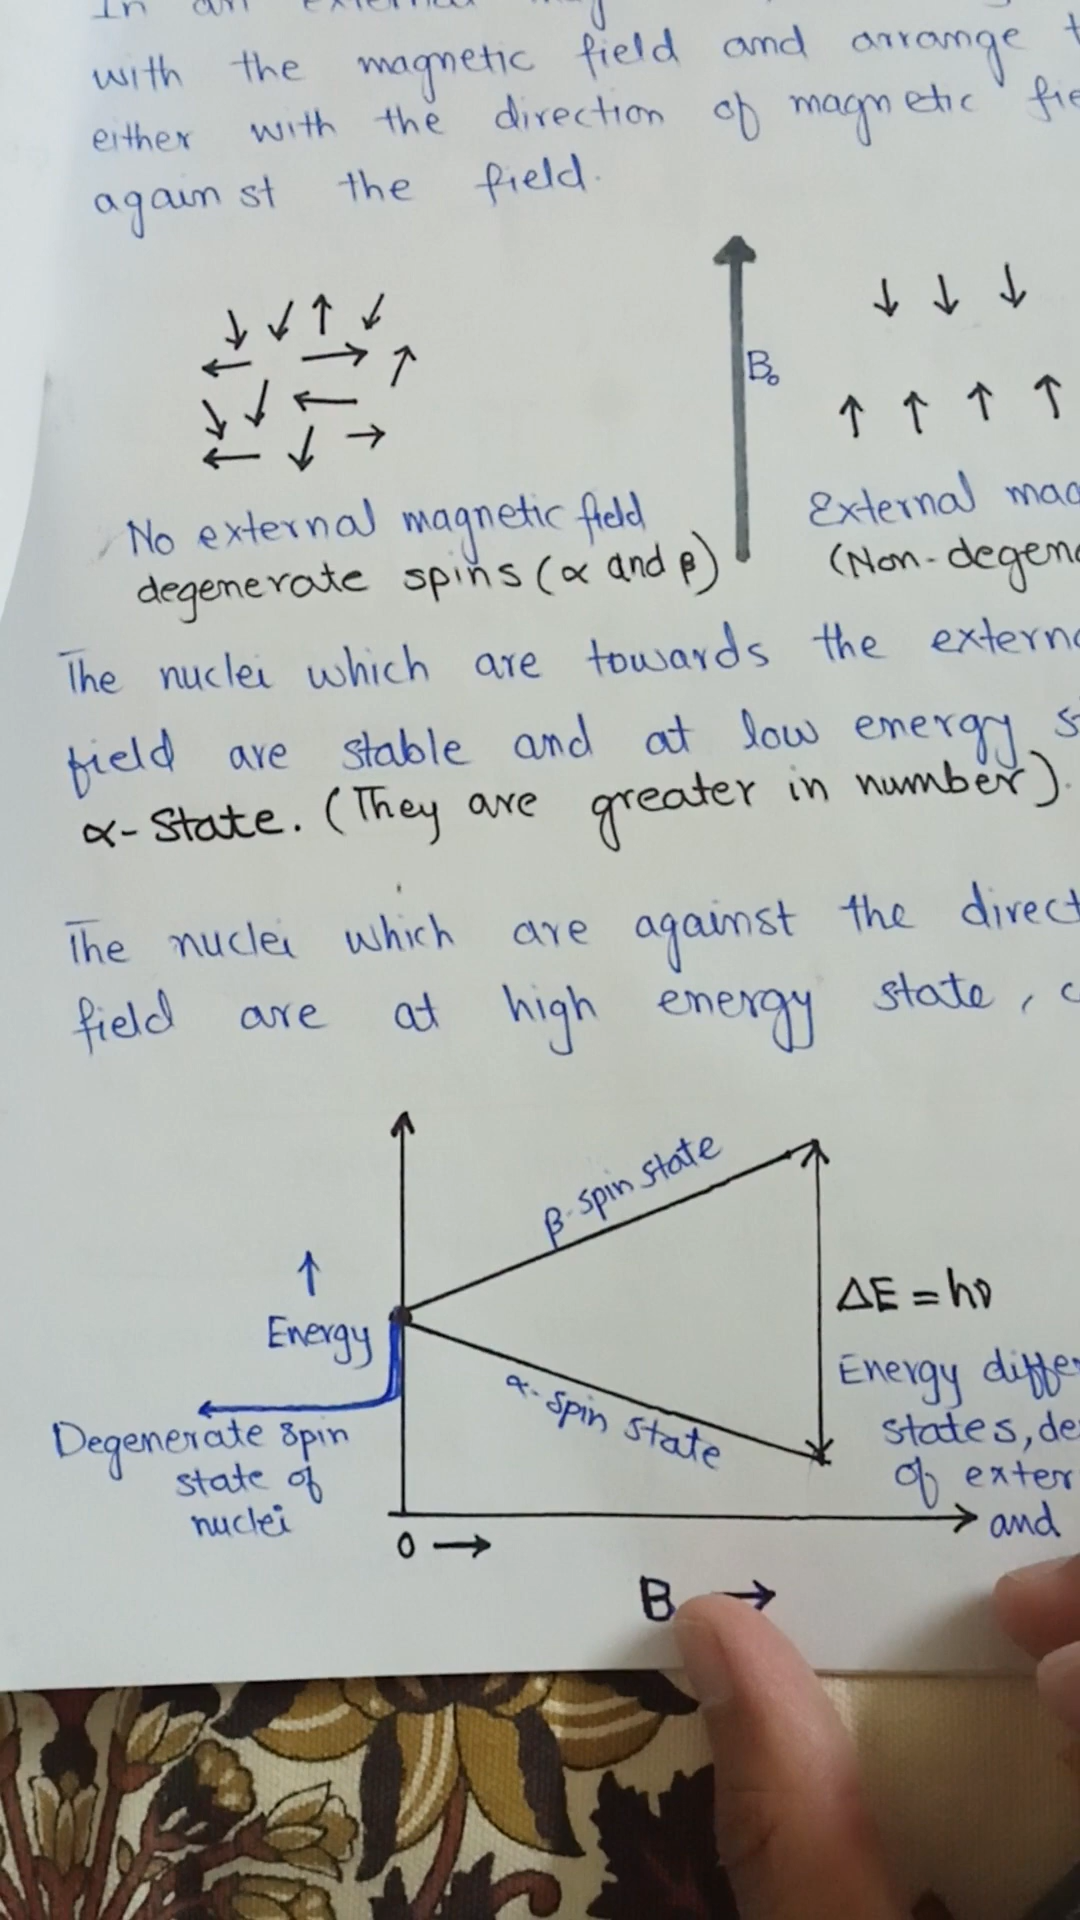 In an
with the magnetic field and arrange
either with the direction of magnetic
against the field.
B₀
No external magnetic field
degenerate spins (α and β)
External
(Non-
The nuclei which are towards the
field are stable and at low energy
α-State. (They are greater in number).
The nuclei which are against the
field are at high energy state,
β-spin state
↑
Energy
ΔE = hν
α-spin state
Energy
Degenerate spin
state of
nuclei
states,
of
and
0 →
B →